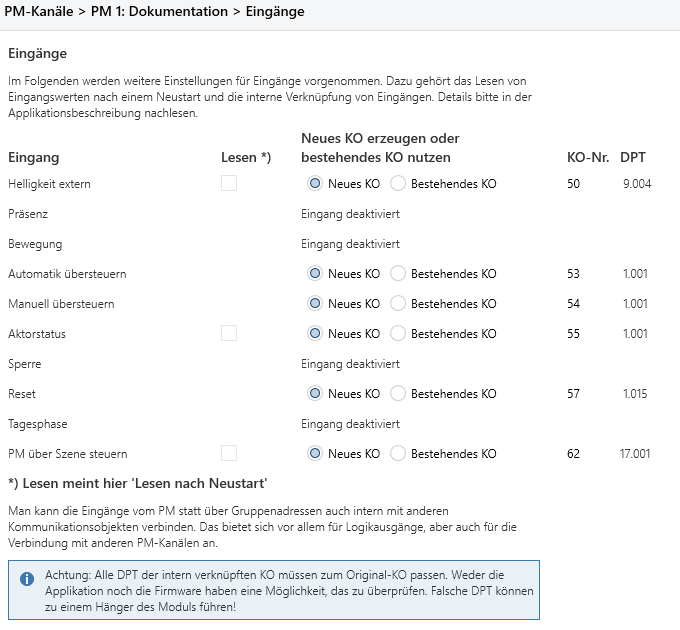 PM-Kanäle > PM 1: Dokumentation > Eingänge
Eingänge
Im Folgenden werden weitere Einstellungen für Eingänge vorgenommen. Dazu gehört das Lesen von
Eingangswerten nach einem Neustart und die interne Verknüpfung von Eingängen. Details bitte in der
Applikationsbeschreibung nachlesen.
Neues KO erzeugen oder
Eingang Lesen *) bestehendes KO nutzen KO-Nr. DPT
Helligkeit extern Neues KO Bestehendes KO 50 9.004
Präsenz Eingang deaktiviert
Bewegung Eingang deaktiviert
Automatik übersteuern Neues KO Bestehendes KO 53 1.001
Manuell übersteuern Neues KO Bestehendes KO 54 1.001
Aktorstatus Neues KO Bestehendes KO 55 1.001
Sperre Eingang deaktiviert
Reset Neues KO Bestehendes KO 57 1.015
Tagesphase Eingang deaktiviert
PM über Szene steuern Neues KO Bestehendes KO 62 17.001
*) Lesen meint hier 'Lesen nach Neustart'
Man kann die Eingänge vom PM statt über Gruppenadressen auch intern mit anderen
Kommunikationsobjekten verbinden. Das bietet sich vor allem für Logikausgänge, aber auch für die
Verbindung mit anderen PM-Kanälen an.
Achtung: Alle DPT der intern verknüpften KO müssen zum Original-KO passen. Weder die
Applikation noch die Firmware haben eine Möglichkeit, das zu überprüfen. Falsche DPT können
zu einem Hänger des Moduls führen!